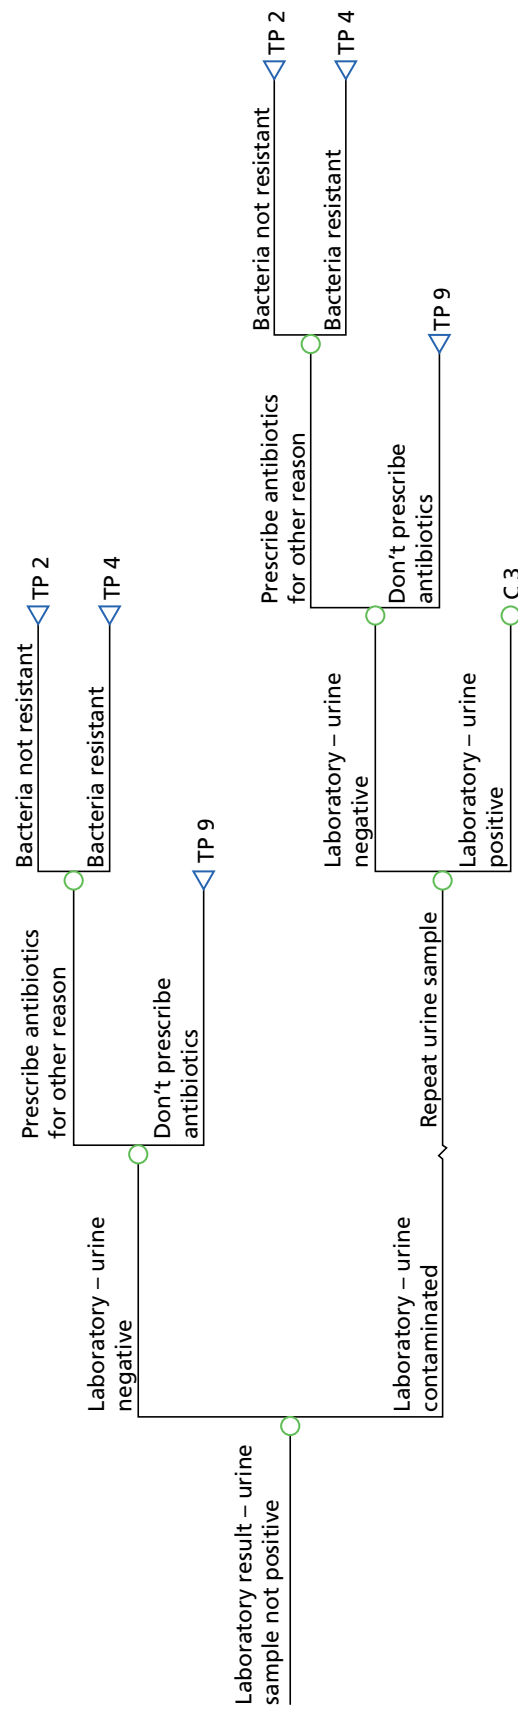 Laboratory result – urine
sample not positive
Laboratory – urine
negative
Prescribe antibiotics
for other reason
Bacteria not resistant
TP 2
Bacteria resistant
TP 4
Don't prescribe
antibiotics
TP 9
Laboratory – urine
contaminated
Repeat urine sample
Laboratory – urine
negative
Prescribe antibiotics
for other reason
Bacteria not resistant
TP 2
Bacteria resistant
TP 4
Don't prescribe
antibiotics
TP 9
Laboratory – urine
positive
C 3